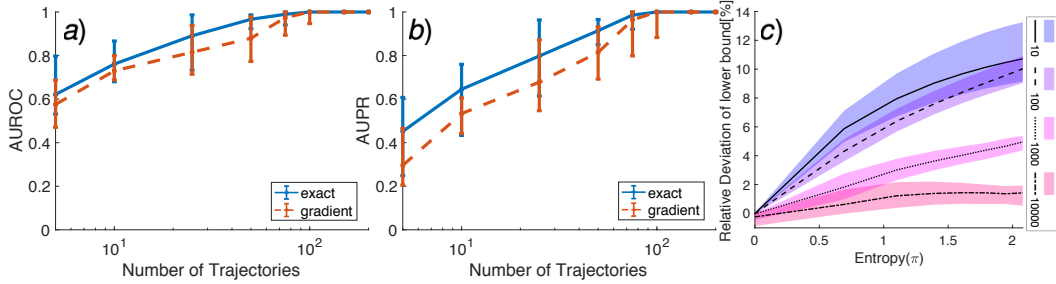 a)
AUROC
1
0.8
0.6
0.4
0.2
0
10^1
10^2
Number of Trajectories
exact
gradient
b)
AUPR
1
0.8
0.6
0.4
0.2
0
10^1
10^2
Number of Trajectories
exact
gradient
c)
Relative Deviation of lower bound[%]
14
12
10
8
6
4
2
0
0
0.5
1
1.5
2
Entropy(π)
10
100
1000
10000